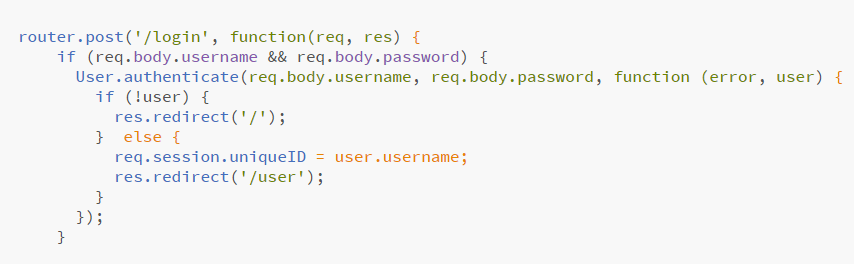 router.post('/login', function(req, res) {
    if (req.body.username && req.body.password) {
      User.authenticate(req.body.username, req.body.password, function (error, user) {
        if (!user) {
          res.redirect('/');
        }  else {
          req.session.uniqueID = user.username;
          res.redirect('/user');
        }
      });
    }